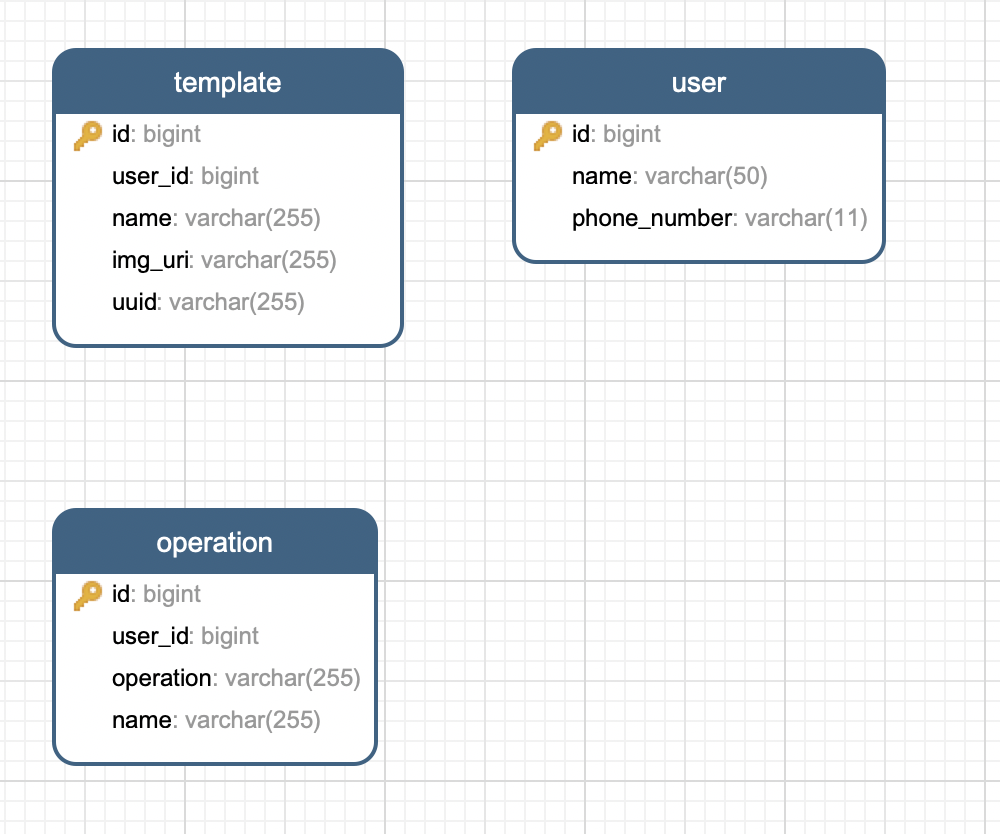 template
id: bigint
user_id: bigint
name: varchar(255)
img_uri: varchar(255)
uuid: varchar(255)
user
id: bigint
name: varchar(50)
phone_number: varchar(11)
operation
id: bigint
user_id: bigint
operation: varchar(255)
name: varchar(255)